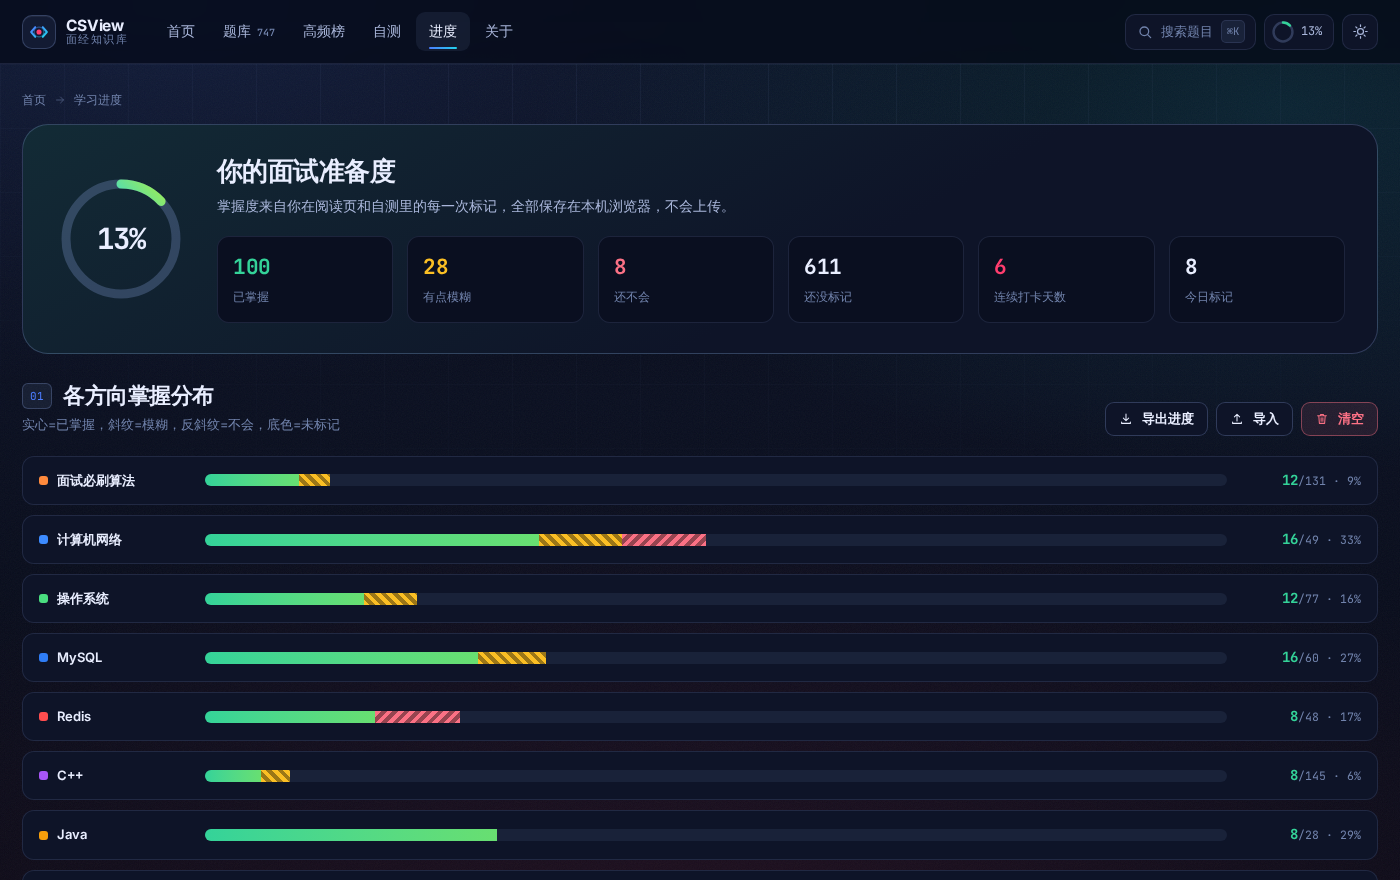 CSView
面经知识库
首页
题库 747
高频榜
自测
进度
关于
搜索题目 ⌘K
13%
首页 → 学习进度
13%
你的面试准备度
掌握度来自你在阅读页和自测里的每一次标记，全部保存在本机浏览器，不会上传。
100
已掌握
28
有点模糊
8
还不会
611
还没标记
6
连续打卡天数
8
今日标记
01 各方向掌握分布
实心=已掌握，斜纹=模糊，反斜纹=不会，底色=未标记
导出进度
导入
清空
面试必刷算法 12/131 · 9%
计算机网络 16/49 · 33%
操作系统 12/77 · 16%
MySQL 16/60 · 27%
Redis 8/48 · 17%
C++ 8/145 · 6%
Java 8/28 · 29%